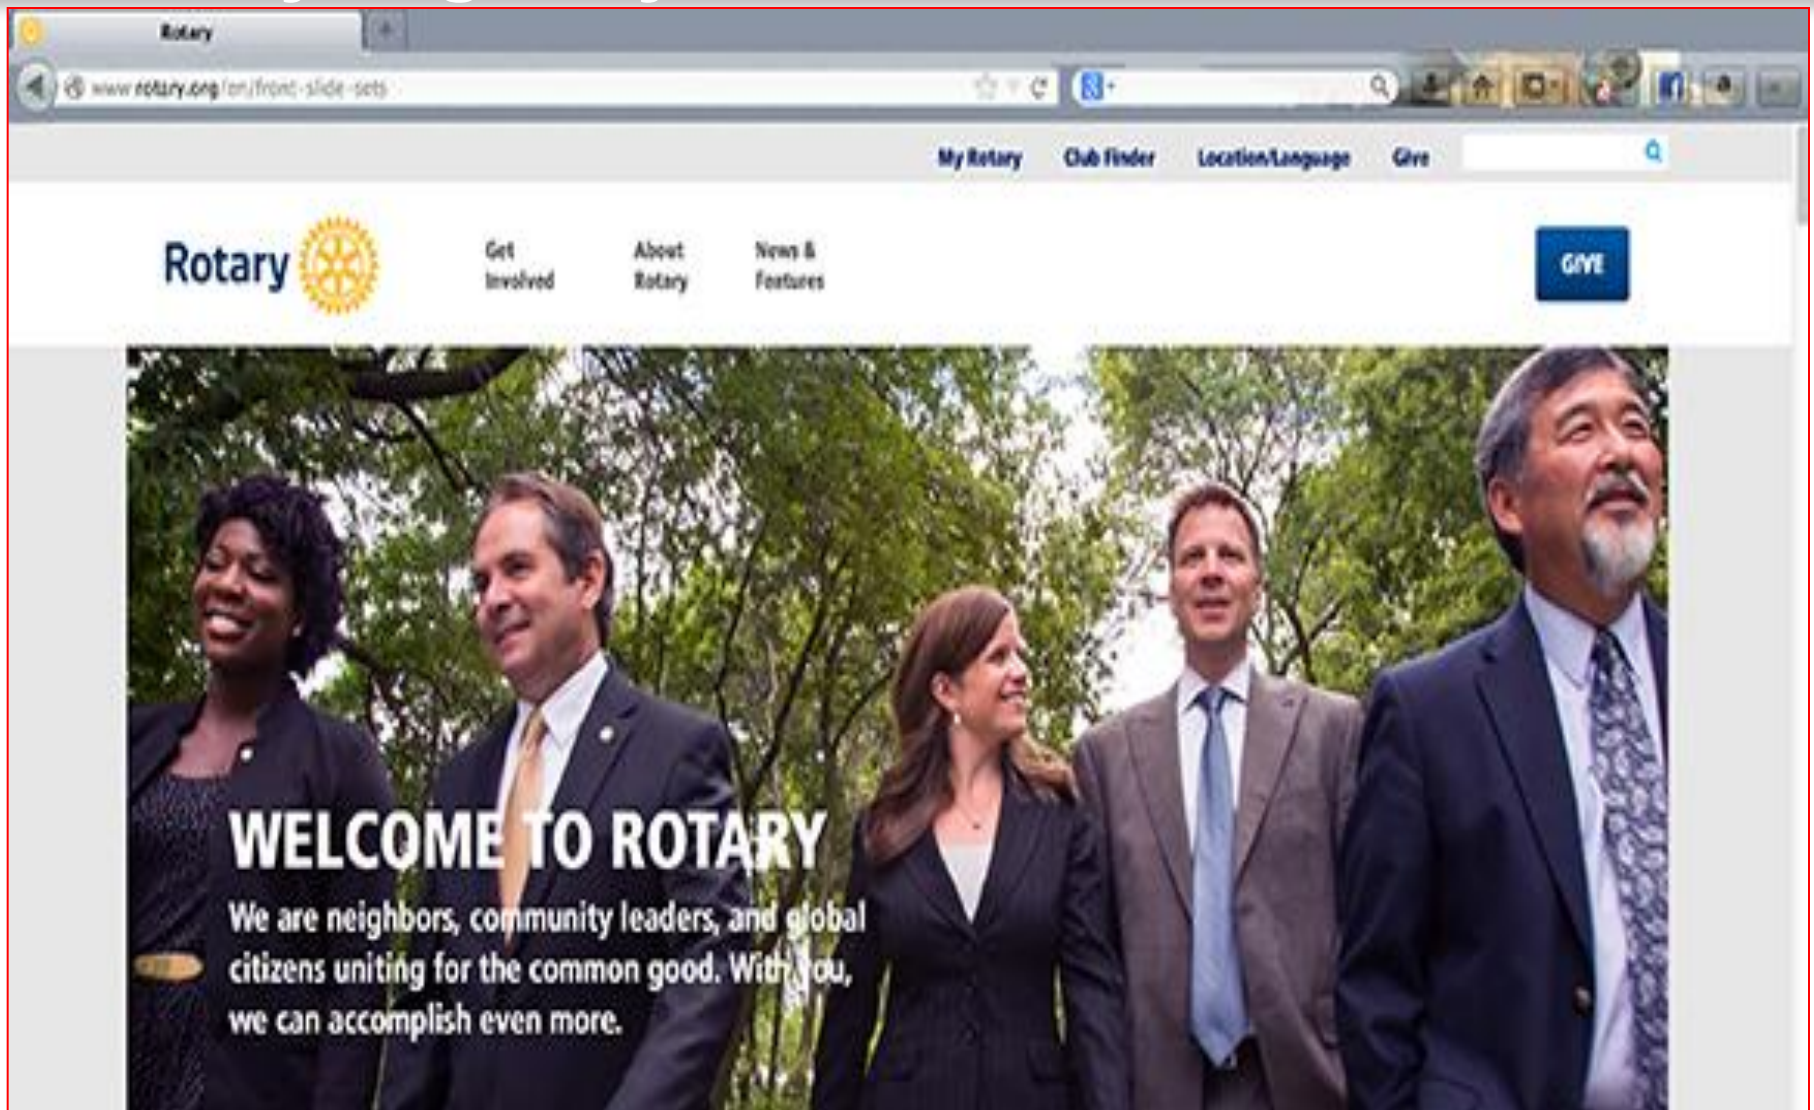 Rotary
www.rotary.org/en/front-slide-sets
My Rotary Club Finder Location/Language Give
Rotary
Get Involved
About Rotary
News & Features
GIVE
WELCOME TO ROTARY
We are neighbors, community leaders, and global
citizens uniting for the common good. With you,
we can accomplish even more.